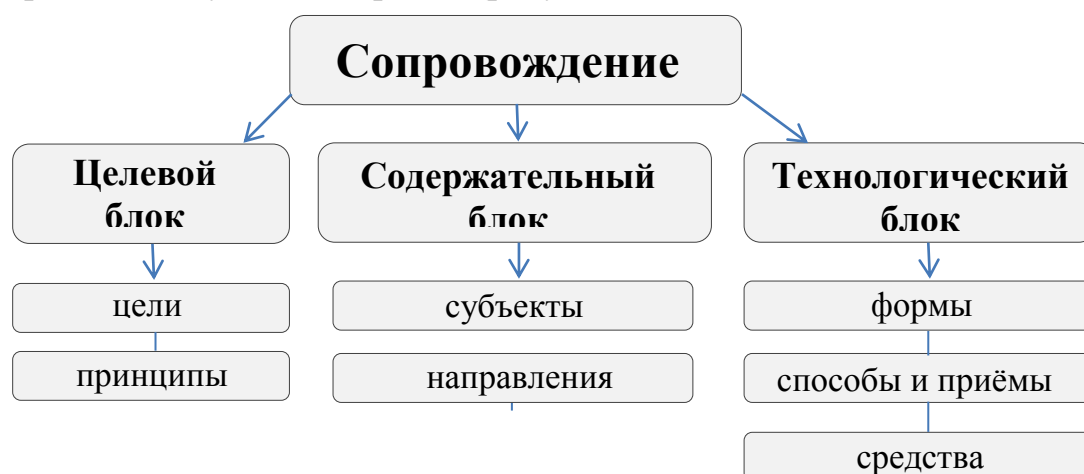 Сопровождение
Целевой
блок
Содержательный
блок
Технологический
блок
цели
принципы
субъекты
направления
формы
способы и приёмы
средства